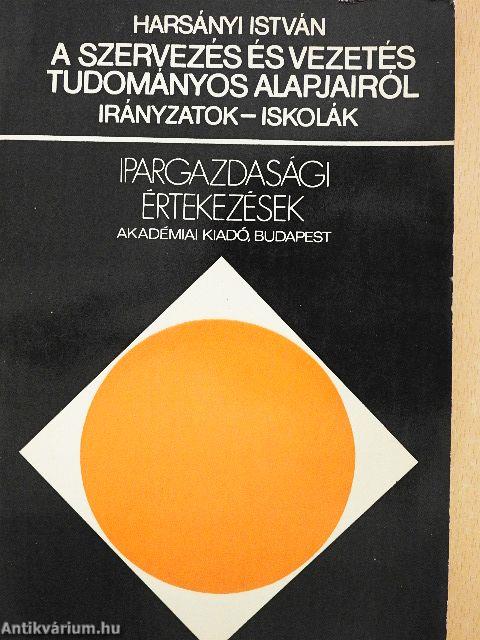 HARSÁNYI ISTVÁN
A SZERVEZÉS ÉS VEZETÉS
TUDOMÁNYOS ALAPJAIRÓL
IRÁNYZATOK – ISKOLÁK
IPARGAZDASÁGI
ÉRTEKEZÉSEK
AKADÉMIAI KIADÓ, BUDAPEST
Antikvárium.hu